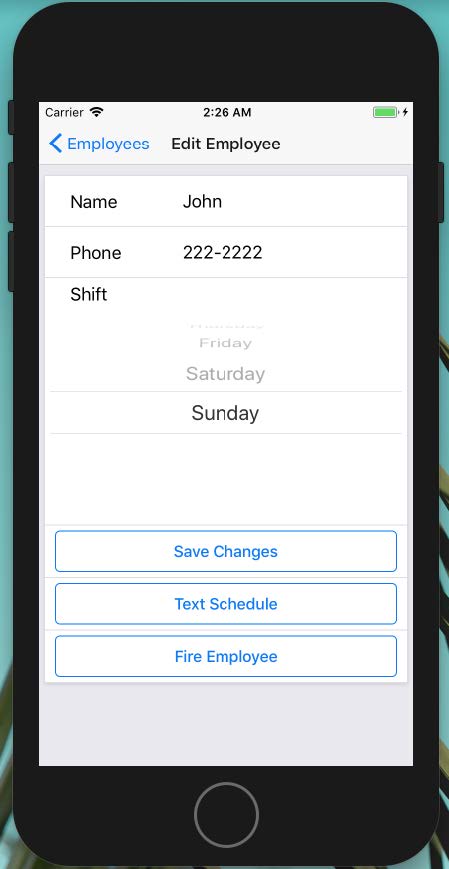 Carrier 2:26 AM
Employees Edit Employee
Name John
Phone 222-2222
Shift
Thursday
Friday
Saturday
Sunday
Save Changes
Text Schedule
Fire Employee